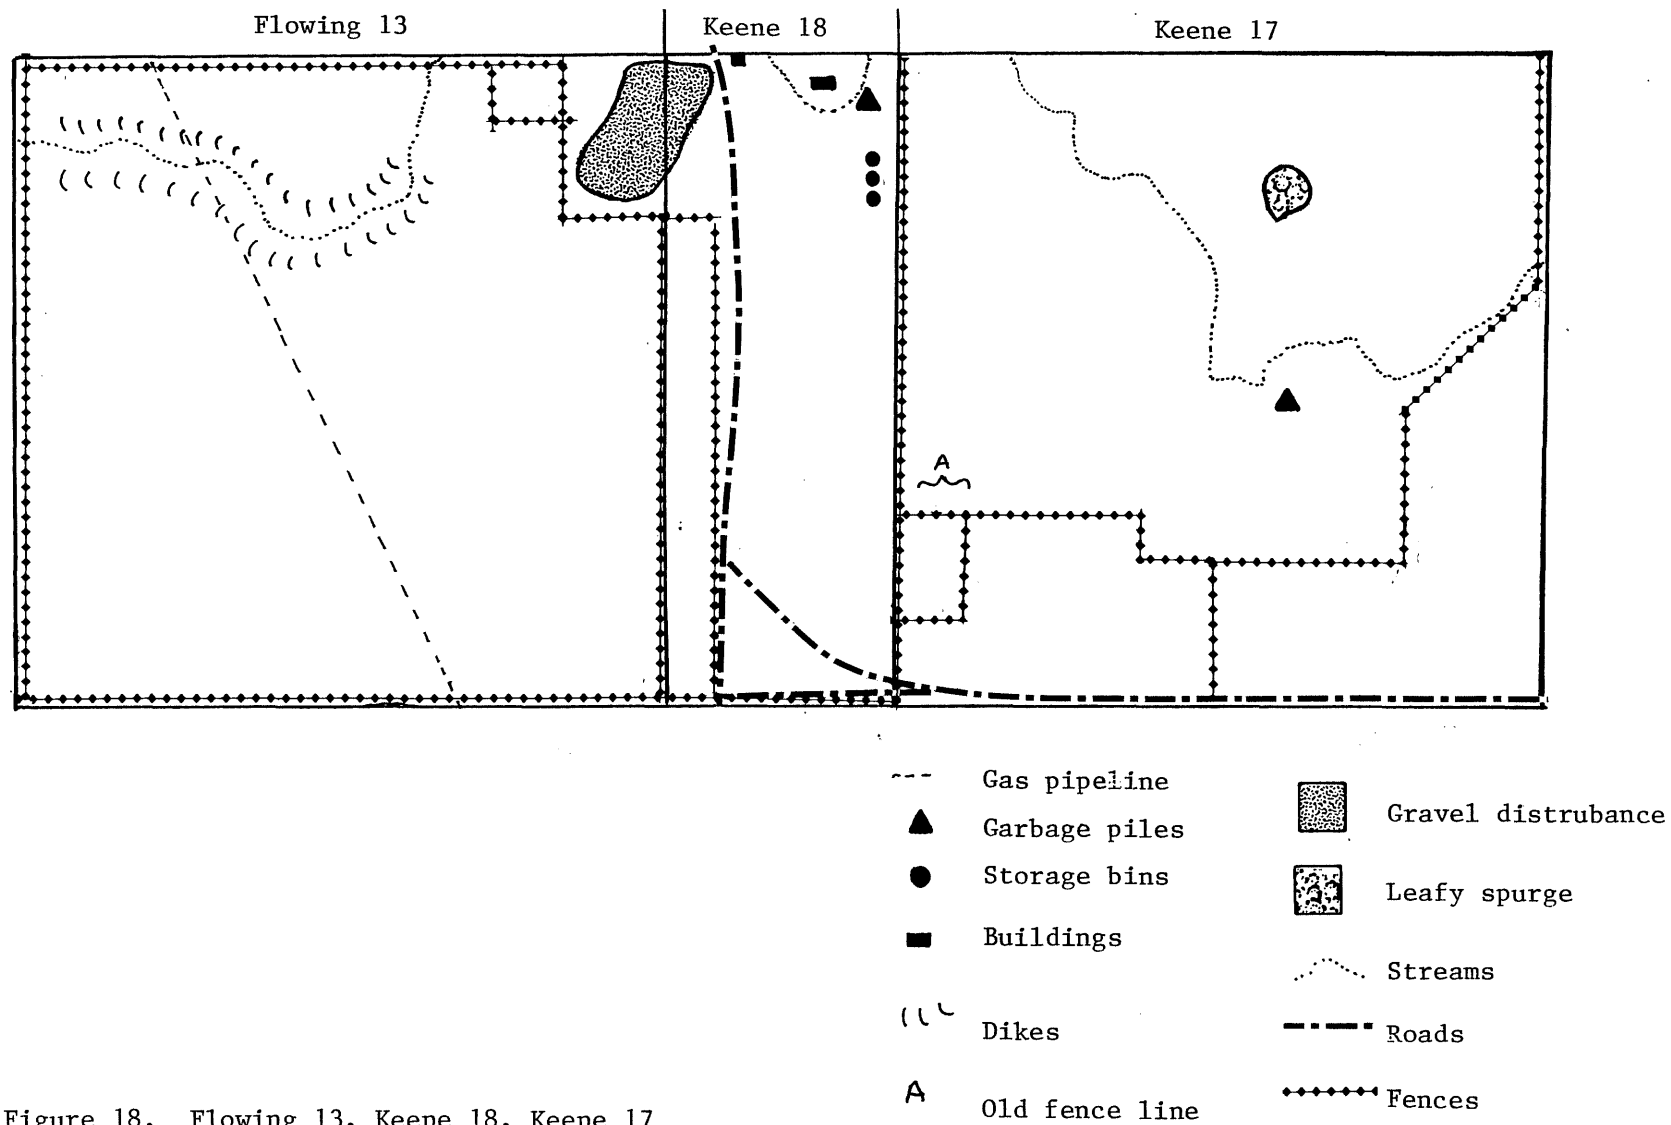 Flowing 13
Keene 18
Keene 17
A
Gas pipeline
Garbage piles
Storage bins
Buildings
Dikes
A
Old fence line
Gravel distrubance
Leafy spurge
Streams
Roads
Fences
Figure 18. Flowing 13, Keene 18, Keene 17